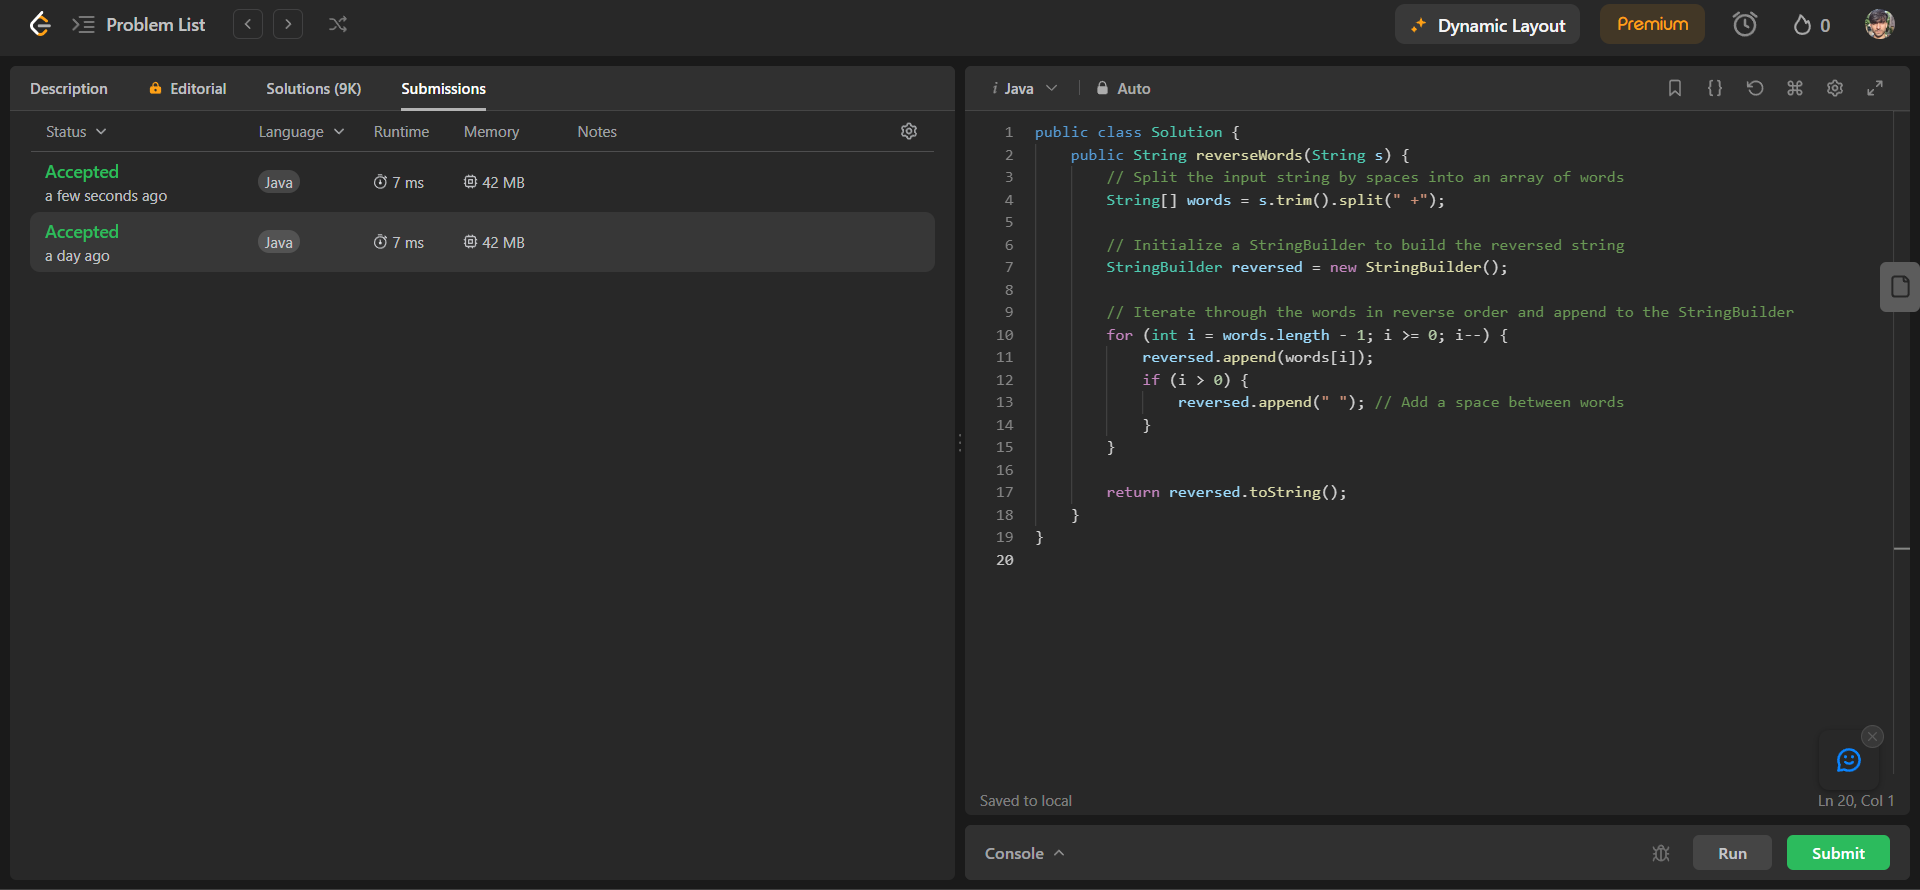 Problem List
Dynamic Layout
Premium
0
Description
Editorial
Solutions (9K)
Submissions
Status
Language
Runtime
Memory
Notes
Accepted
a few seconds ago
Java
7 ms
42 MB
Accepted
a day ago
Java
7 ms
42 MB
i Java
Auto
1 public class Solution {
2     public String reverseWords(String s) {
3         // Split the input string by spaces into an array of words
4         String[] words = s.trim().split(" +");
5
6         // Initialize a StringBuilder to build the reversed string
7         StringBuilder reversed = new StringBuilder();
8
9         // Iterate through the words in reverse order and append to the StringBuilder
10         for (int i = words.length - 1; i >= 0; i--) {
11             reversed.append(words[i]);
12             if (i > 0) {
13                 reversed.append(" "); // Add a space between words
14             }
15         }
16
17         return reversed.toString();
18     }
19 }
20
Saved to local
Ln 20, Col 1
Console
Run
Submit